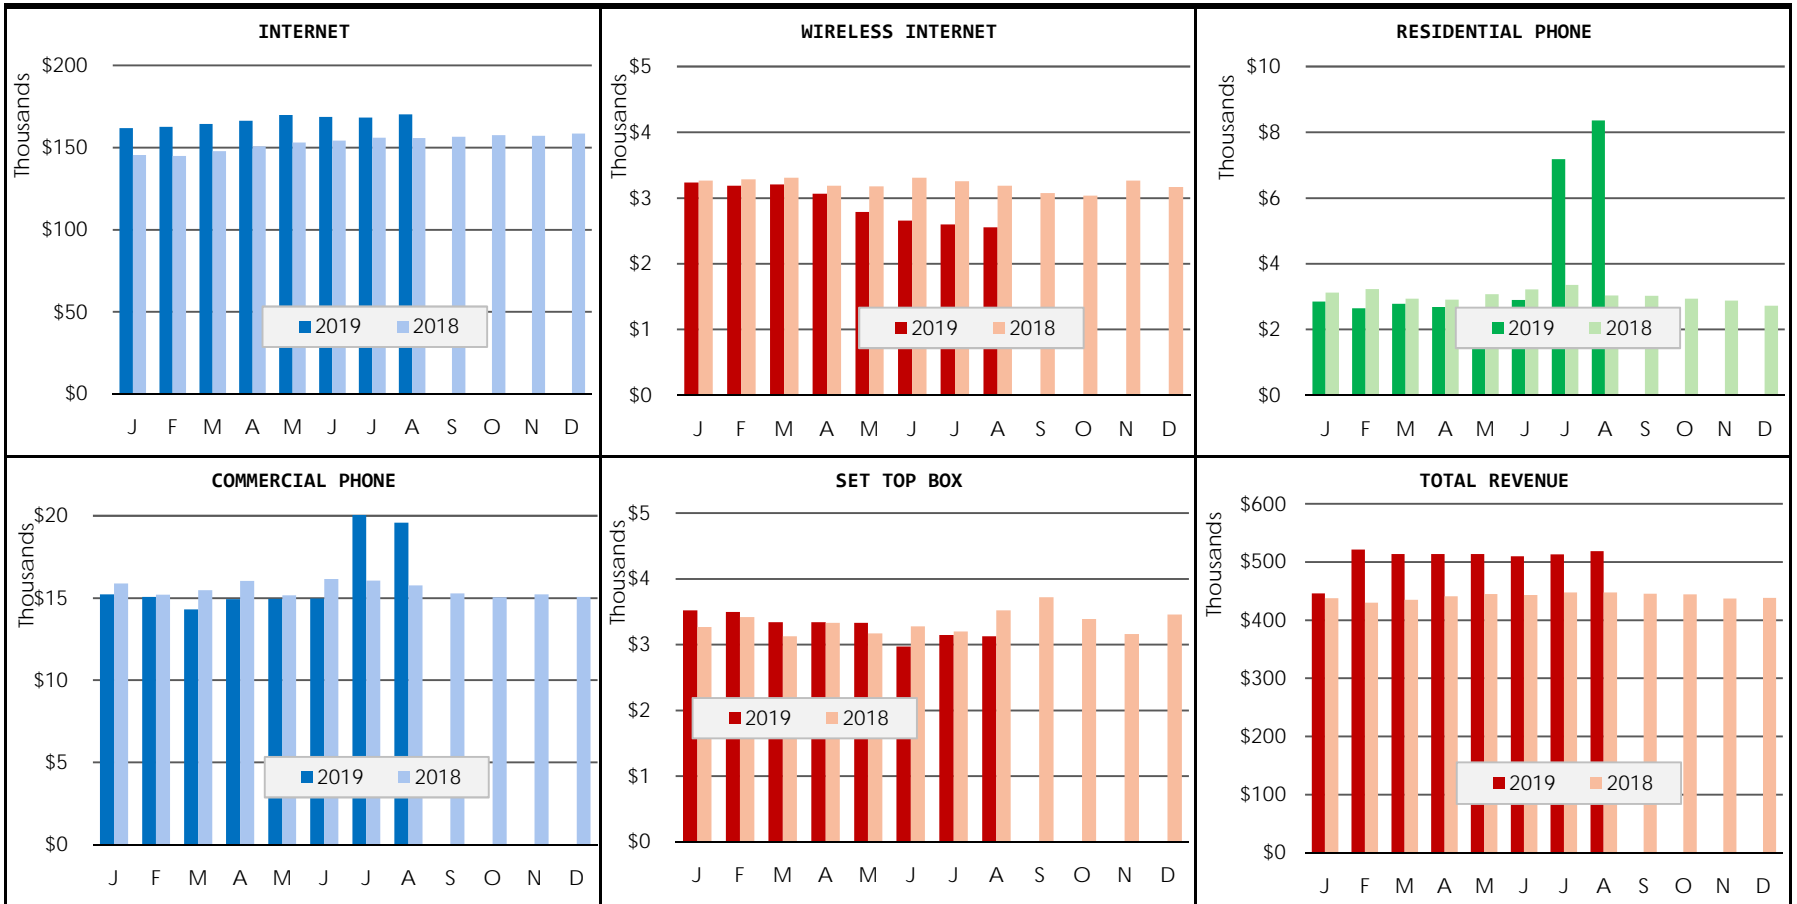 INTERNET
Thousands
$200
$150
$100
$50
$0
2019 2018
J F M A M J J A S O N D
WIRELESS INTERNET
Thousands
$5
$4
$3
$2
$1
$0
2019 2018
J F M A M J J A S O N D
RESIDENTIAL PHONE
Thousands
$10
$8
$6
$4
$2
$0
2019 2018
J F M A M J J A S O N D
COMMERCIAL PHONE
Thousands
$20
$15
$10
$5
$0
2019 2018
J F M A M J J A S O N D
SET TOP BOX
Thousands
$5
$4
$3
$2
$1
$0
2019 2018
J F M A M J J A S O N D
TOTAL REVENUE
Thousands
$600
$500
$400
$300
$200
$100
$0
2019 2018
J F M A M J J A S O N D